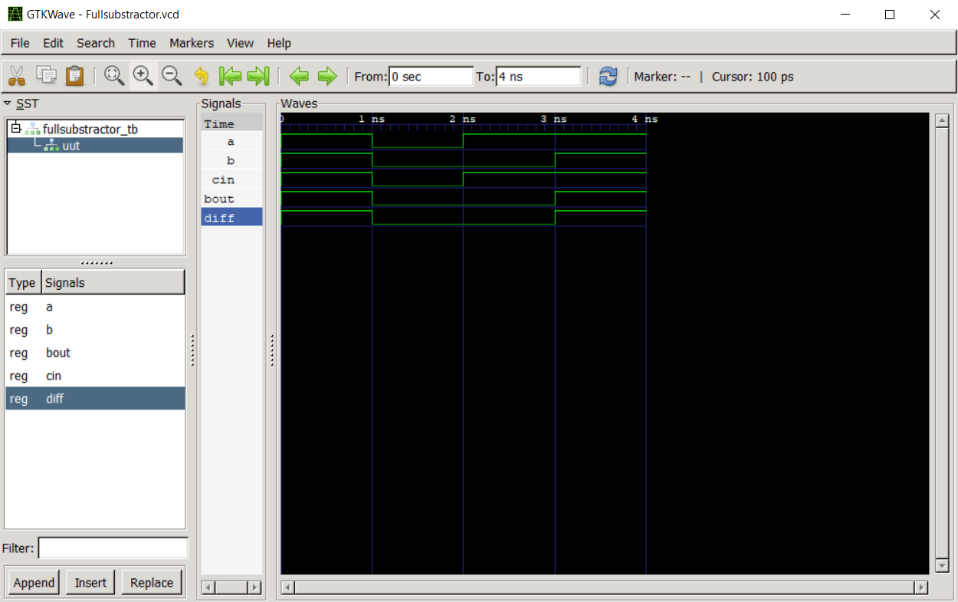 GTKWave - Fullsubstractor.vcd
File Edit Search Time Markers View Help
From: 0 sec To: 4 ns Marker: -- | Cursor: 100 ps
SST
fullsubstractor_tb
uut
Type Signals
reg a
reg b
reg bout
reg cin
reg diff
Filter:
Append Insert Replace
Signals
Time
a
b
cin
bout
diff
Waves
0 1 ns 2 ns 3 ns 4 ns